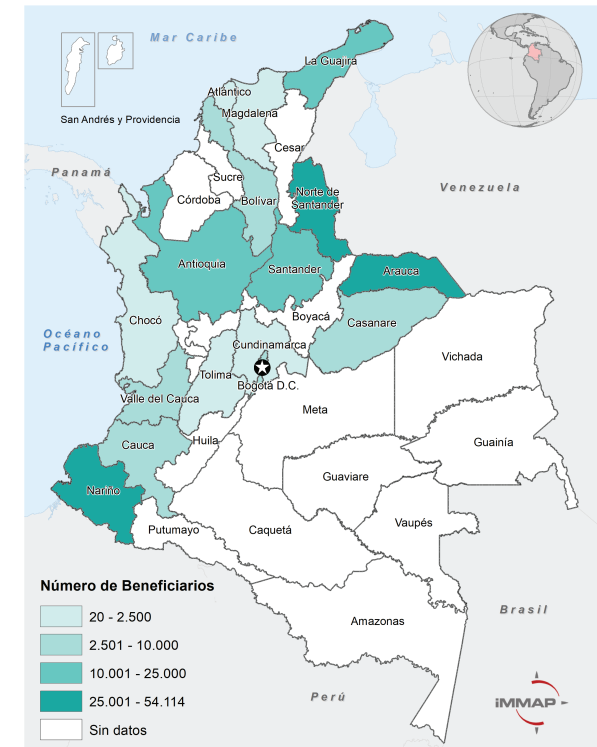 Mar Caribe
La Guajira
Atlántico
Magdalena
San Andrés y Providencia
Cesar
Panamá
Venezuela
Sucre
Norte de
Santander
Córdoba
Bolívar
Antioquia
Santander
Arauca
Boyacá
Chocó
Casanare
Océano
Pacífico
Cundinamarca
Vichada
Tolima
Bogotá D.C.
Valle del Cauca
Meta
Cauca
Huila
Guainía
Guaviare
Nariño
Putumayo
Caquetá
Vaupés
Número de Beneficiarios
20 - 2.500
Brasil
Amazonas
2.501 - 10.000
10.001 - 25.000
25.001 - 54.114
Perú
iMMAP
Sin datos